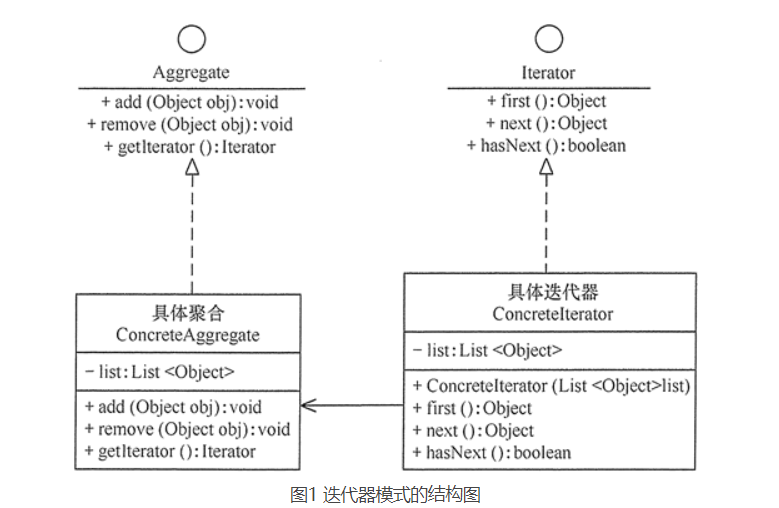 Aggregate
+ add (Object obj):void
+ remove (Object obj):void
+ getIterator ():Iterator
Iterator
+ first ():Object
+ next ():Object
+ hasNext ():boolean
具体聚合
ConcreteAggregate
− list:List <Object>
+ add (Object obj):void
+ remove (Object obj):void
+ getIterator ():Iterator
具体迭代器
ConcreteIterator
− list:List <Object>
+ ConcreteIterator (List <Object>list)
+ first ():Object
+ next ():Object
+ hasNext ():boolean
图1 迭代器模式的结构图